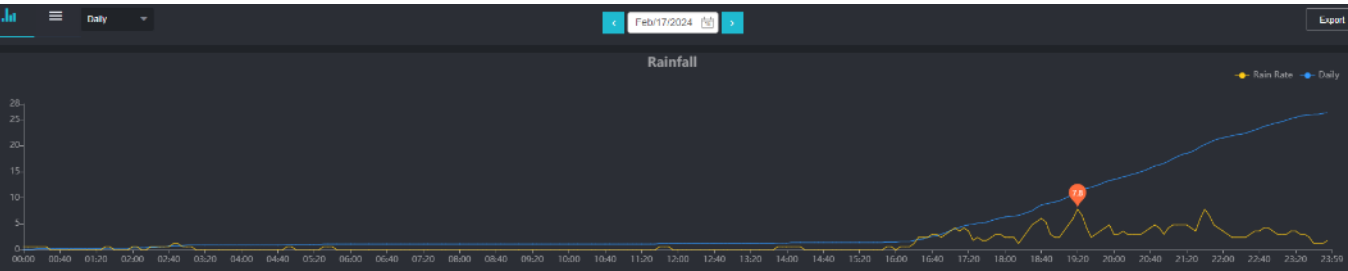 Daily
‹ Feb/17/2024 ›
Export
Rainfall
Rain Rate Daily
28
25
20
15
10
5
0
7.8
00:00 00:40 01:20 02:00 02:40 03:20 04:00 04:40 05:20 06:00 06:40 07:20 08:00 08:40 09:20 10:00 10:40 11:20 12:00 12:40 13:20 14:00 14:40 15:20 16:00 16:40 17:20 18:00 18:40 19:20 20:00 20:40 21:20 22:00 22:40 23:20 23:59